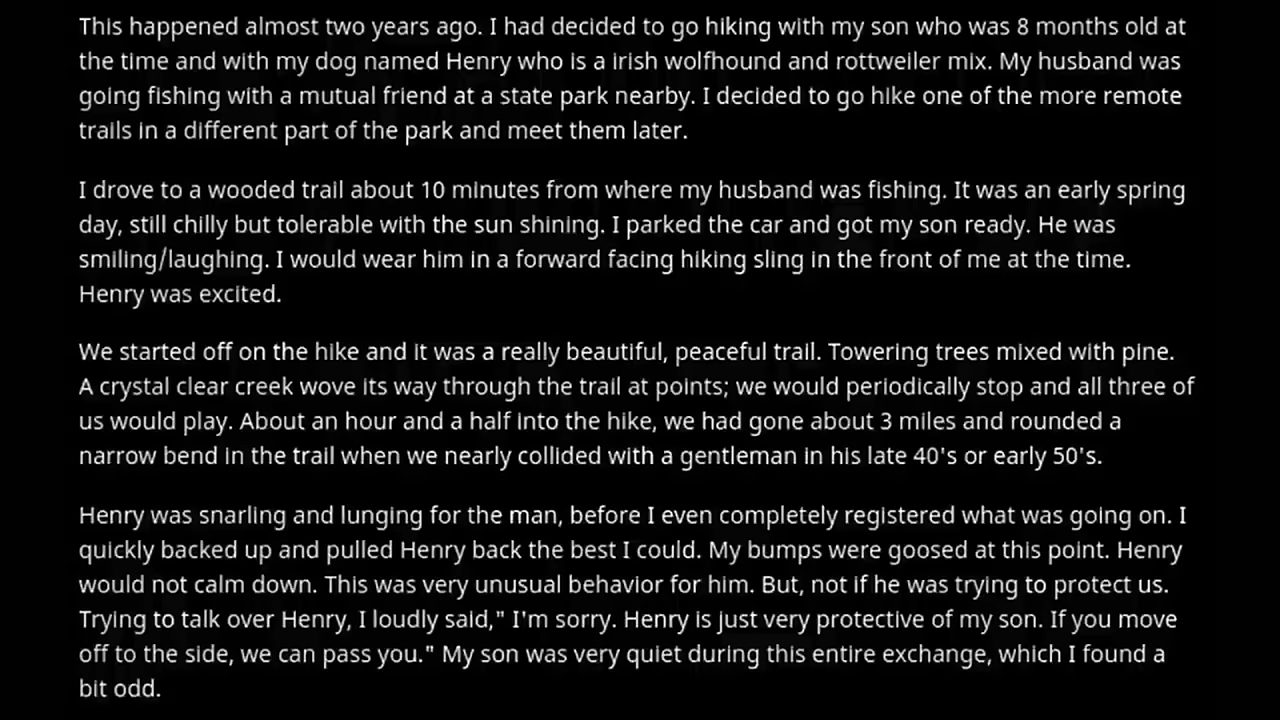 This happened almost two years ago. I had decided to go hiking with my son who was 8 months old at
the time and with my dog named Henry who is a irish wolfhound and rottweiler mix. My husband was
going fishing with a mutual friend at a state park nearby. I decided to go hike one of the more remote
trails in a different part of the park and meet them later.
I drove to a wooded trail about 10 minutes from where my husband was fishing. It was an early spring
day, still chilly but tolerable with the sun shining. I parked the car and got my son ready. He was
smiling/laughing. I would wear him in a forward facing hiking sling in the front of me at the time.
Henry was excited.
We started off on the hike and it was a really beautiful, peaceful trail. Towering trees mixed with pine.
A crystal clear creek wove its way through the trail at points; we would periodically stop and all three of
us would play. About an hour and a half into the hike, we had gone about 3 miles and rounded a
narrow bend in the trail when we nearly collided with a gentleman in his late 40's or early 50's.
Henry was snarling and lunging for the man, before I even completely registered what was going on. I
quickly backed up and pulled Henry back the best I could. My bumps were goosed at this point. Henry
would not calm down. This was very unusual behavior for him. But, not if he was trying to protect us.
Trying to talk over Henry, I loudly said," I'm sorry. Henry is just very protective of my son. If you move
off to the side, we can pass you." My son was very quiet during this entire exchange, which I found a
bit odd.